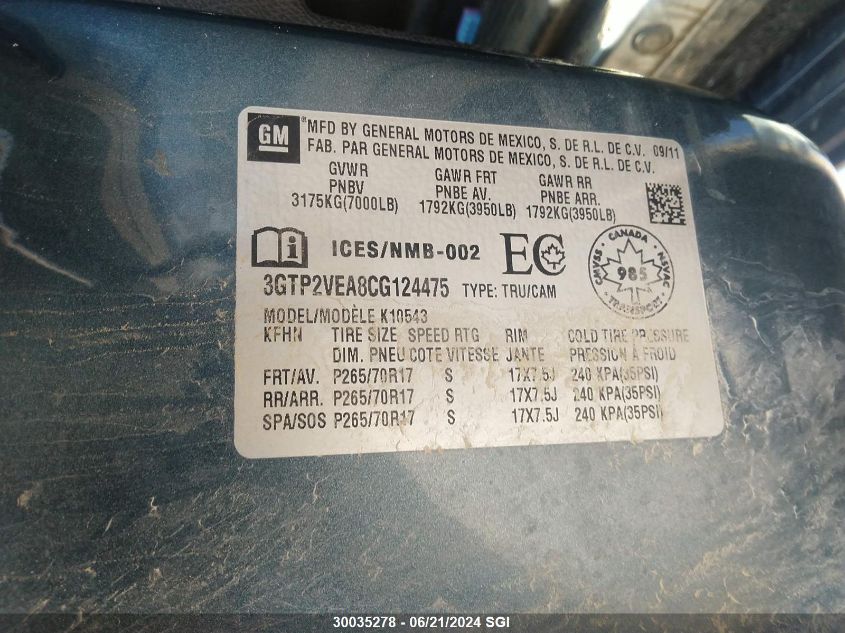 GM ® MFD BY GENERAL MOTORS DE MEXICO, S. DE R.L. DE C.V. 09/11
FAB. PAR GENERAL MOTORS DE MEXICO, S. DE R.L. DE C.V.
GVWR GAWR FRT GAWR RR
PNBV PNBE AV. PNBE ARR.
3175KG(7000LB) 1792KG(3950LB) 1792KG(3950LB)
i ICES/NMB-002 EC
CANADA
CMVSS 985 NSVAC
TRANSPORT
3GTP2VEA8CG124475 TYPE: TRU/CAM
MODEL/MODÈLE K10543
KFHN TIRE SIZE SPEED RTG RIM COLD TIRE PRESSURE
DIM. PNEU COTE VITESSE JANTE PRESSION À FROID
FRT/AV. P265/70R17 S 17X7.5J 240 KPA(35PSI)
RR/ARR. P265/70R17 S 17X7.5J 240 KPA(35PSI)
SPA/SOS P265/70R17 S 17X7.5J 240 KPA(35PSI)
30035278 - 06/21/2024 SGI